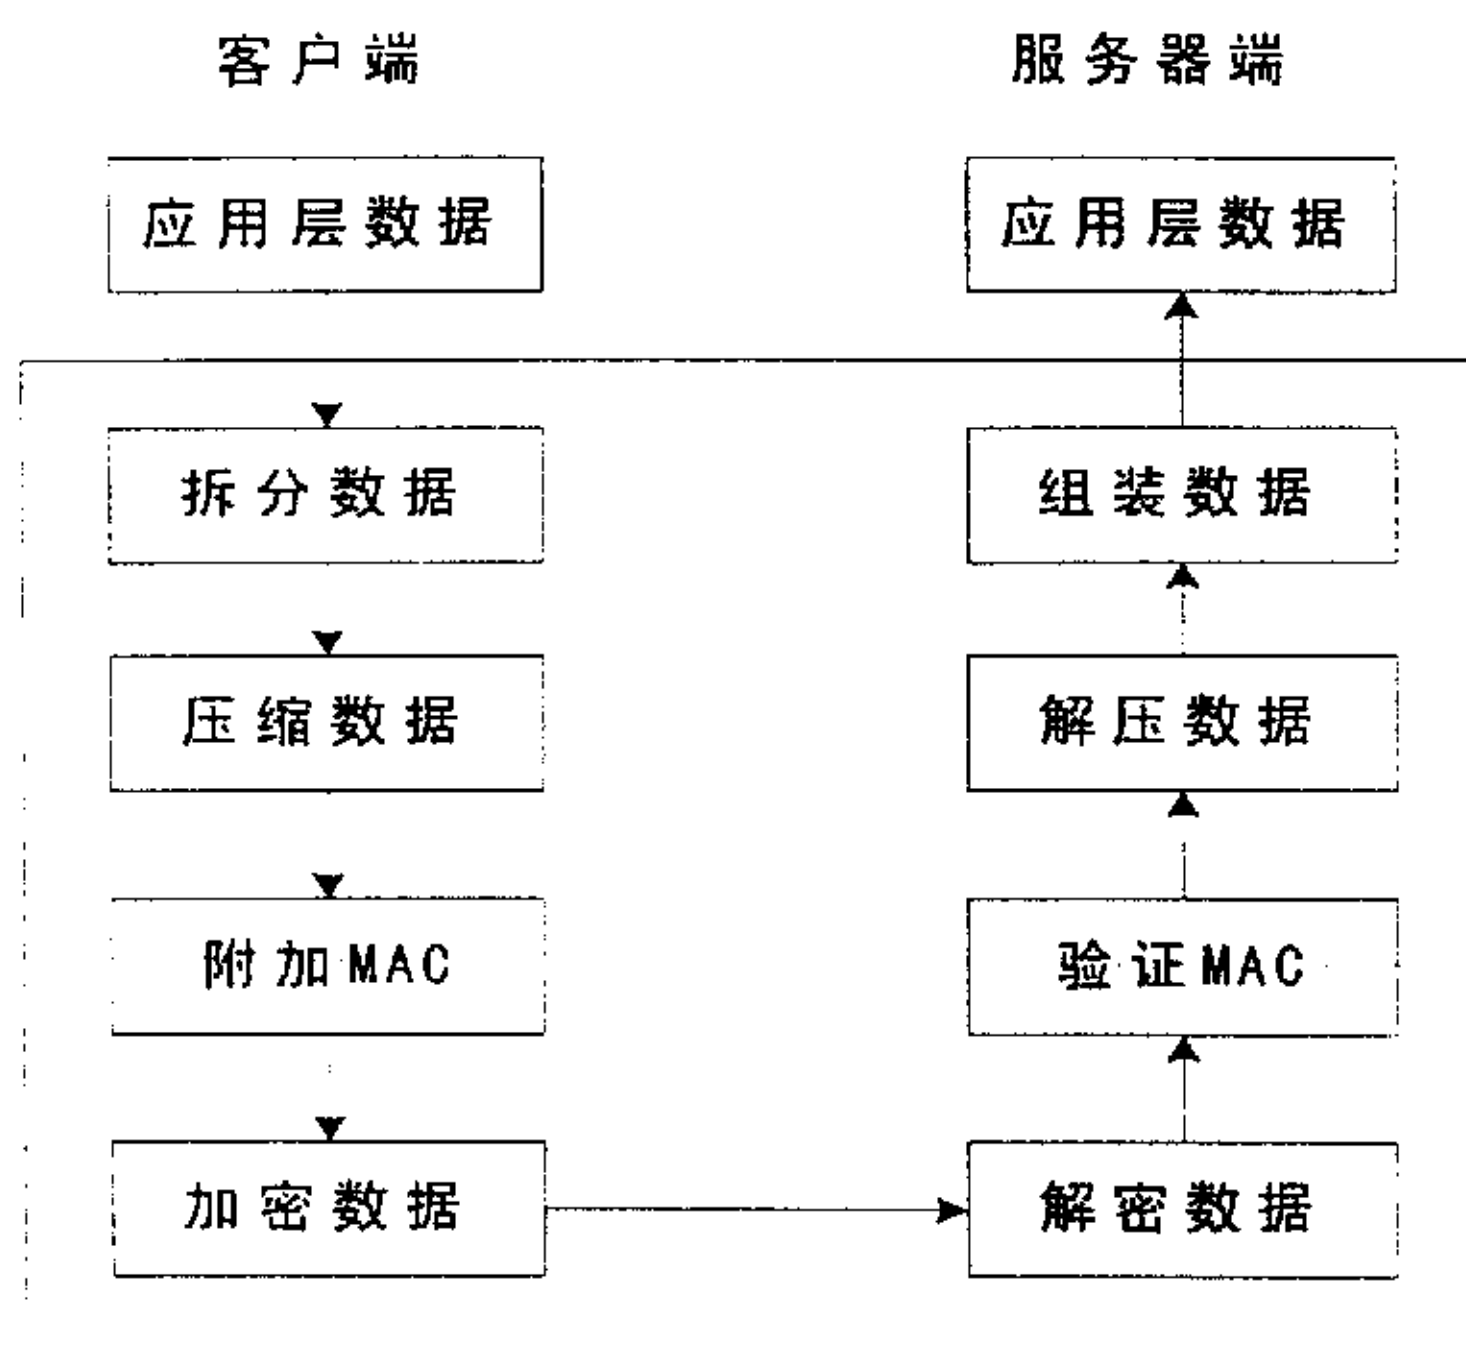 客户端 服务器端
应用层数据 应用层数据
拆分数据 组装数据
压缩数据 解压数据
附加MAC 验证MAC
加密数据 解密数据